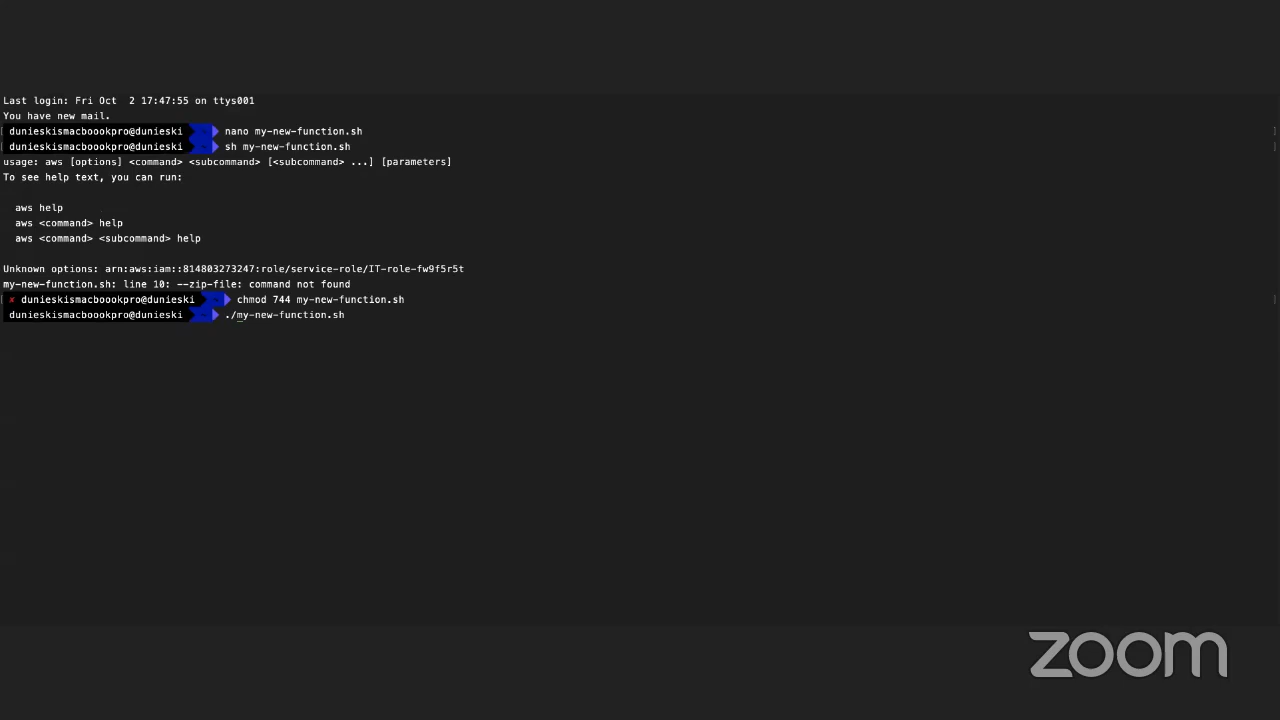 Last login: Fri Oct  2 17:47:55 on ttys001
You have new mail.
dunieskismacboookpro@dunieski ~ nano my-new-function.sh
dunieskismacboookpro@dunieski ~ sh my-new-function.sh
usage: aws [options] <command> <subcommand> [<subcommand> ...] [parameters]
To see help text, you can run:
aws help
aws <command> help
aws <command> <subcommand> help
Unknown options: arn:aws:iam::814803273247:role/service-role/IT-role-fw9f5r5t
my-new-function.sh: line 10: --zip-file: command not found
✘ dunieskismacboookpro@dunieski ~ chmod 744 my-new-function.sh
dunieskismacboookpro@dunieski ~ ./my-new-function.sh
zoom